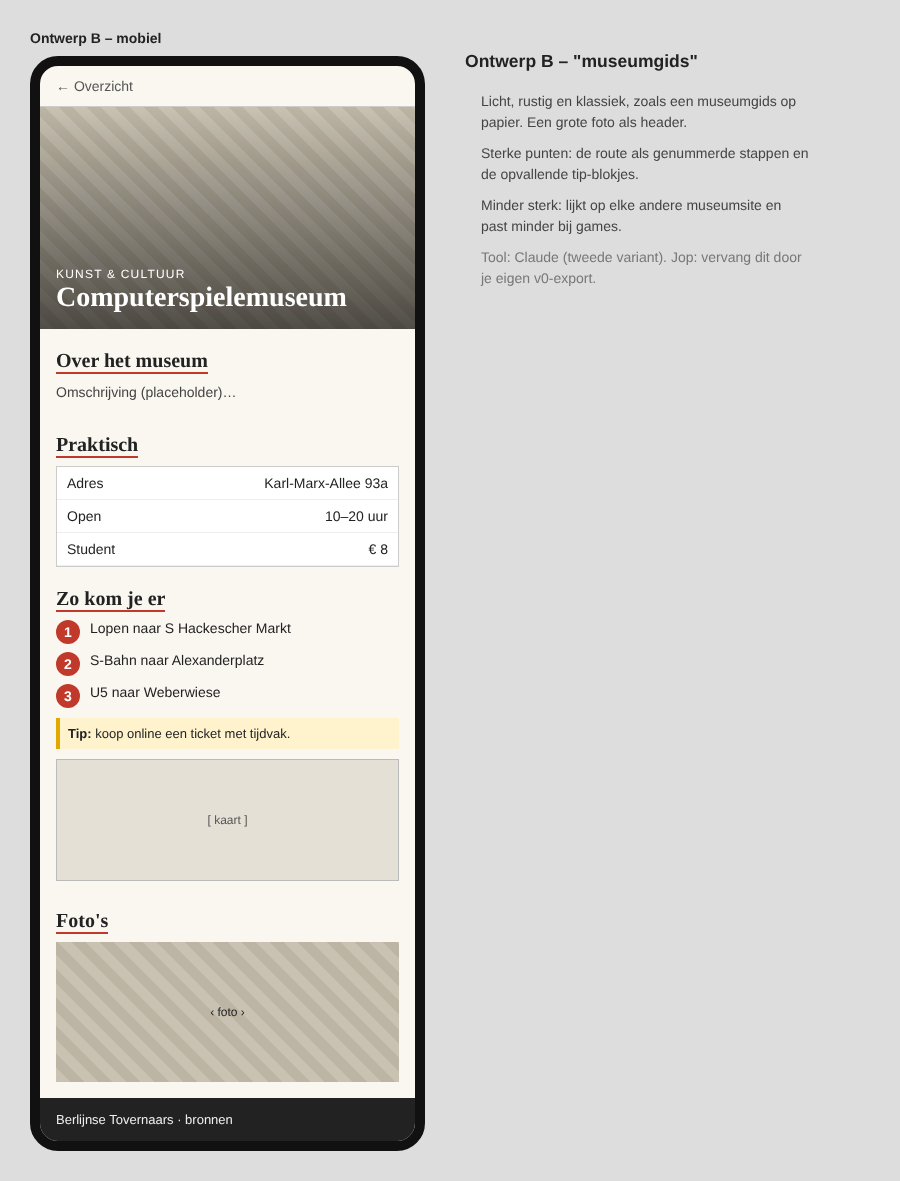 Ontwerp B – mobiel
← Overzicht
KUNST & CULTUUR
Computerspielemuseum
Over het museum
Omschrijving (placeholder)…
Praktisch
Adres Karl-Marx-Allee 93a
Open 10–20 uur
Student € 8
Zo kom je er
1 Lopen naar S Hackescher Markt
2 S-Bahn naar Alexanderplatz
3 U5 naar Weberwiese
Tip: koop online een ticket met tijdvak.
[ kaart ]
Foto's
‹ foto ›
Berlijnse Tovernaars · bronnen
Ontwerp B – "museumgids"
Licht, rustig en klassiek, zoals een museumgids op
papier. Een grote foto als header.
Sterke punten: de route als genummerde stappen en
de opvallende tip-blokjes.
Minder sterk: lijkt op elke andere museumsite en
past minder bij games.
Tool: Claude (tweede variant). Jop: vervang dit door
je eigen v0-export.